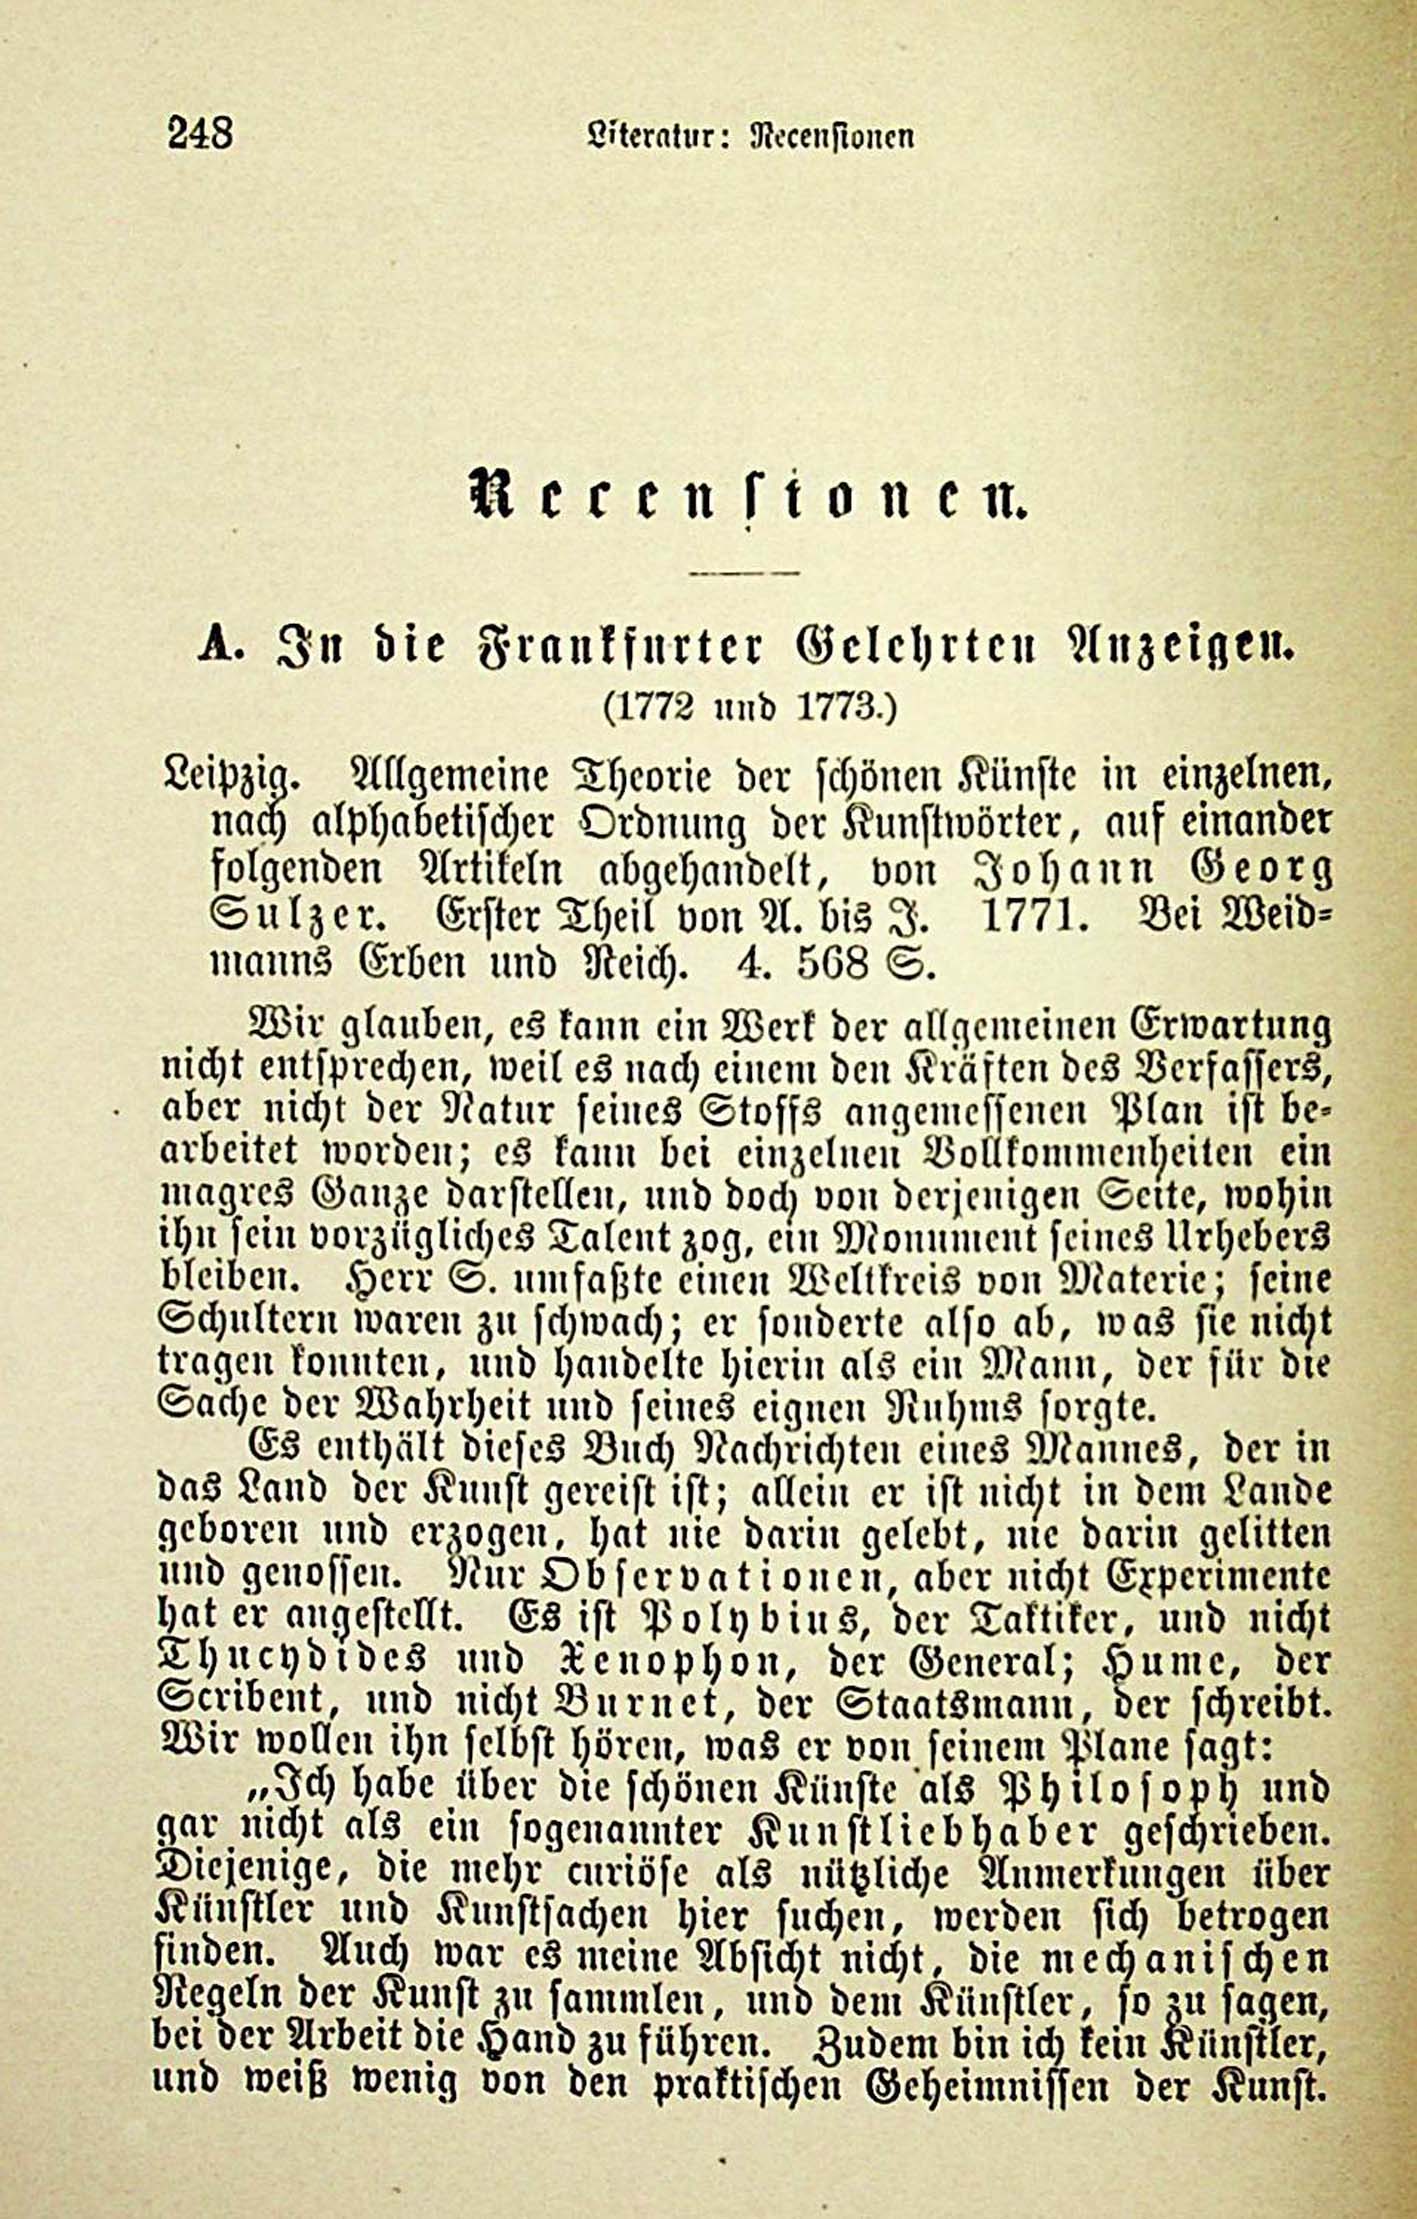 248 Literatur: Recensionen
Recensionen.
A. In die Frankfurter Gelehrten Anzeigen.
(1772 und 1773.)
Leipzig. Allgemeine Theorie der schönen Künste in einzelnen,
nach alphabetischer Ordnung der Kunstwörter, auf einander
folgenden Artikeln abgehandelt, von Johann Georg
Sulzer. Erster Theil von A. bis J. 1771. Bei Weid-
manns Erben und Reich. 4. 568 S.
Wir glauben, es kann ein Werk der allgemeinen Erwartung
nicht entsprechen, weil es nach einem den Kräften des Verfassers,
aber nicht der Natur seines Stoffs angemessenen Plan ist be-
arbeitet worden; es kann bei einzelnen Vollkommenheiten ein
magres Ganze darstellen, und doch von derjenigen Seite, wohin
ihn sein vorzügliches Talent zog, ein Monument seines Urhebers
bleiben. Herr S. umfaßte einen Weltkreis von Materie; seine
Schultern waren zu schwach; er sonderte also ab, was sie nicht
tragen konnten, und handelte hierin als ein Mann, der für die
Sache der Wahrheit und seines eignen Ruhms sorgte.
Es enthält dieses Buch Nachrichten eines Mannes, der in
das Land der Kunst gereist ist; allein er ist nicht in dem Lande
geboren und erzogen, hat nie darin gelebt, nie darin gelitten
und genossen. Nur Observationen, aber nicht Experimente
hat er angestellt. Es ist Polybius, der Taktiker, und nicht
Thucydides und Xenophon, der General; Hume, der
Scribent, und nicht Burnet, der Staatsmann, der schreibt.
Wir wollen ihn selbst hören, was er von seinem Plane sagt:
„Ich habe über die schönen Künste als Philosoph und
gar nicht als ein sogenannter Kunstliebhaber geschrieben.
Diejenige, die mehr curiöse als nützliche Anmerkungen über
Künstler und Kunstsachen hier suchen, werden sich betrogen
finden. Auch war es meine Absicht nicht, die mechanischen
Regeln der Kunst zu sammlen, und dem Künstler, so zu sagen,
bei der Arbeit die Hand zu führen. Zudem bin ich kein Künstler,
und weiß wenig von den praktischen Geheimnissen der Kunst.